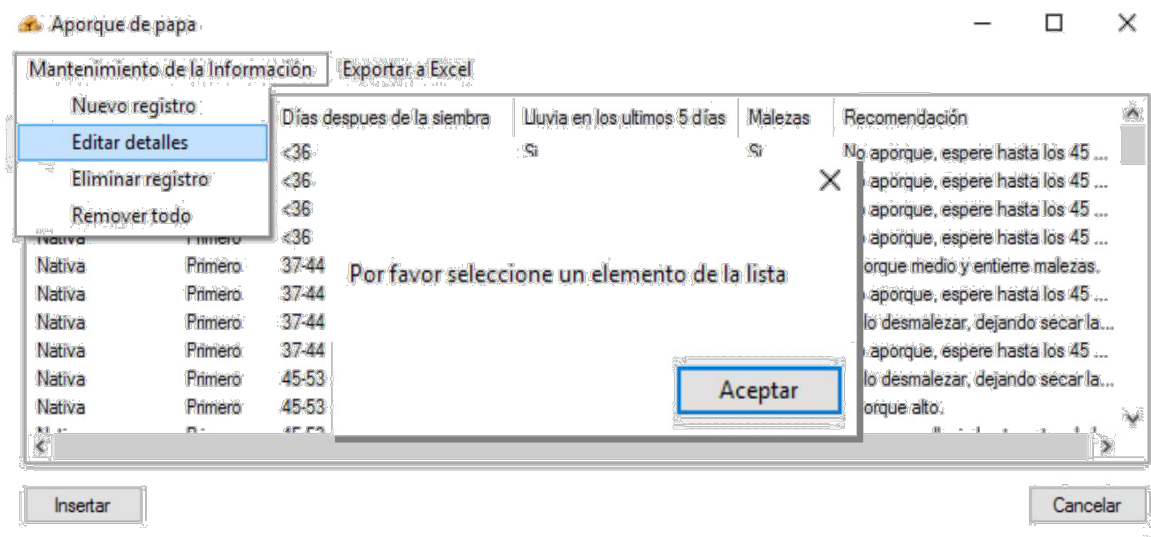 Aporque de papa
Mantenimiento de la Información Exportar a Excel
Nuevo registro
Editar detalles
Eliminar registro
Remover todo
Días despues de la siembra Lluvia en los ultimos 5 días Malezas Recomendación
<36 Si Si No aporque, espere hasta los 45 ...
<36 aporque, espere hasta los 45 ...
<36 aporque, espere hasta los 45 ...
Nativa Primero <36 aporque, espere hasta los 45 ...
Nativa Primero 37-44 orque medio y entierre malezas.
Nativa Primero 37-44 aporque, espere hasta los 45 ...
Nativa Primero 37-44 lo desmalezar, dejando secar la...
Nativa Primero 37-44 aporque, espere hasta los 45 ...
Nativa Primero 45-53 lo desmalezar, dejando secar la...
Nativa Primero 45-53 orque alto.
Por favor seleccione un elemento de la lista
Aceptar
Insertar Cancelar